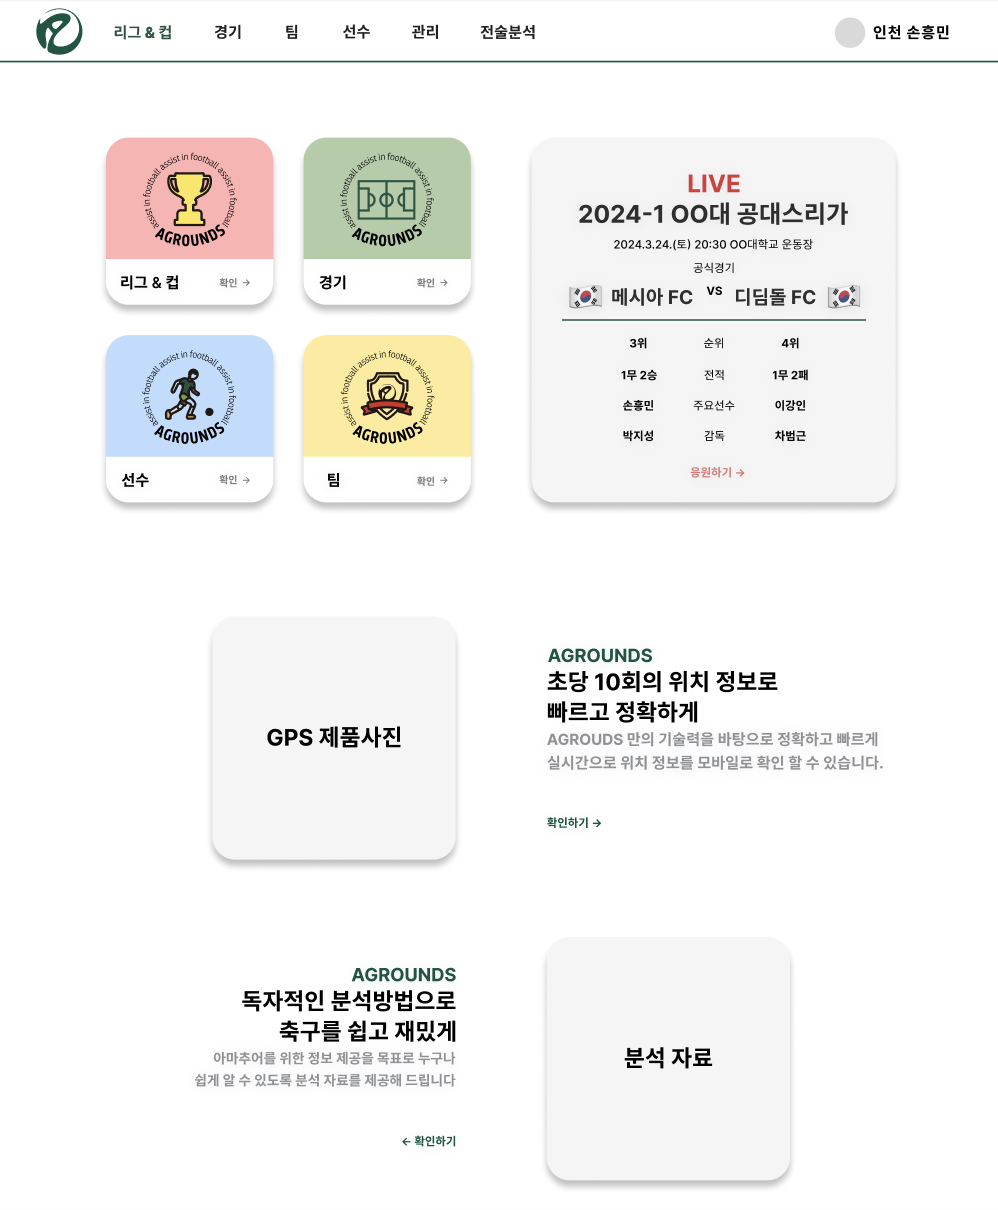 리그 & 컵 경기 팀 선수 관리 전술분석 인천 손흥민
assist in football assist in football
AGROUNDS
리그 & 컵 확인 →
assist in football assist in football
AGROUNDS
경기 확인 →
assist in football assist in football
AGROUNDS
선수 확인 →
assist in football assist in football
AGROUNDS
팀 확인 →
LIVE
2024-1 OO대 공대스리가
2024.3.24.(토) 20:30 OO대학교 운동장
공식경기
메시아 FC VS 디딤돌 FC
3위 순위 4위
1무 2승 전적 1무 2패
손흥민 주요선수 이강인
박지성 감독 차범근
응원하기 →
GPS 제품사진
AGROUNDS
초당 10회의 위치 정보로
빠르고 정확하게
AGROUDS 만의 기술력을 바탕으로 정확하고 빠르게
실시간으로 위치 정보를 모바일로 확인 할 수 있습니다.
확인하기 →
AGROUNDS
독자적인 분석방법으로
축구를 쉽고 재밌게
아마추어를 위한 정보 제공을 목표로 누구나
쉽게 알 수 있도록 분석 자료를 제공해 드립니다
← 확인하기
분석 자료